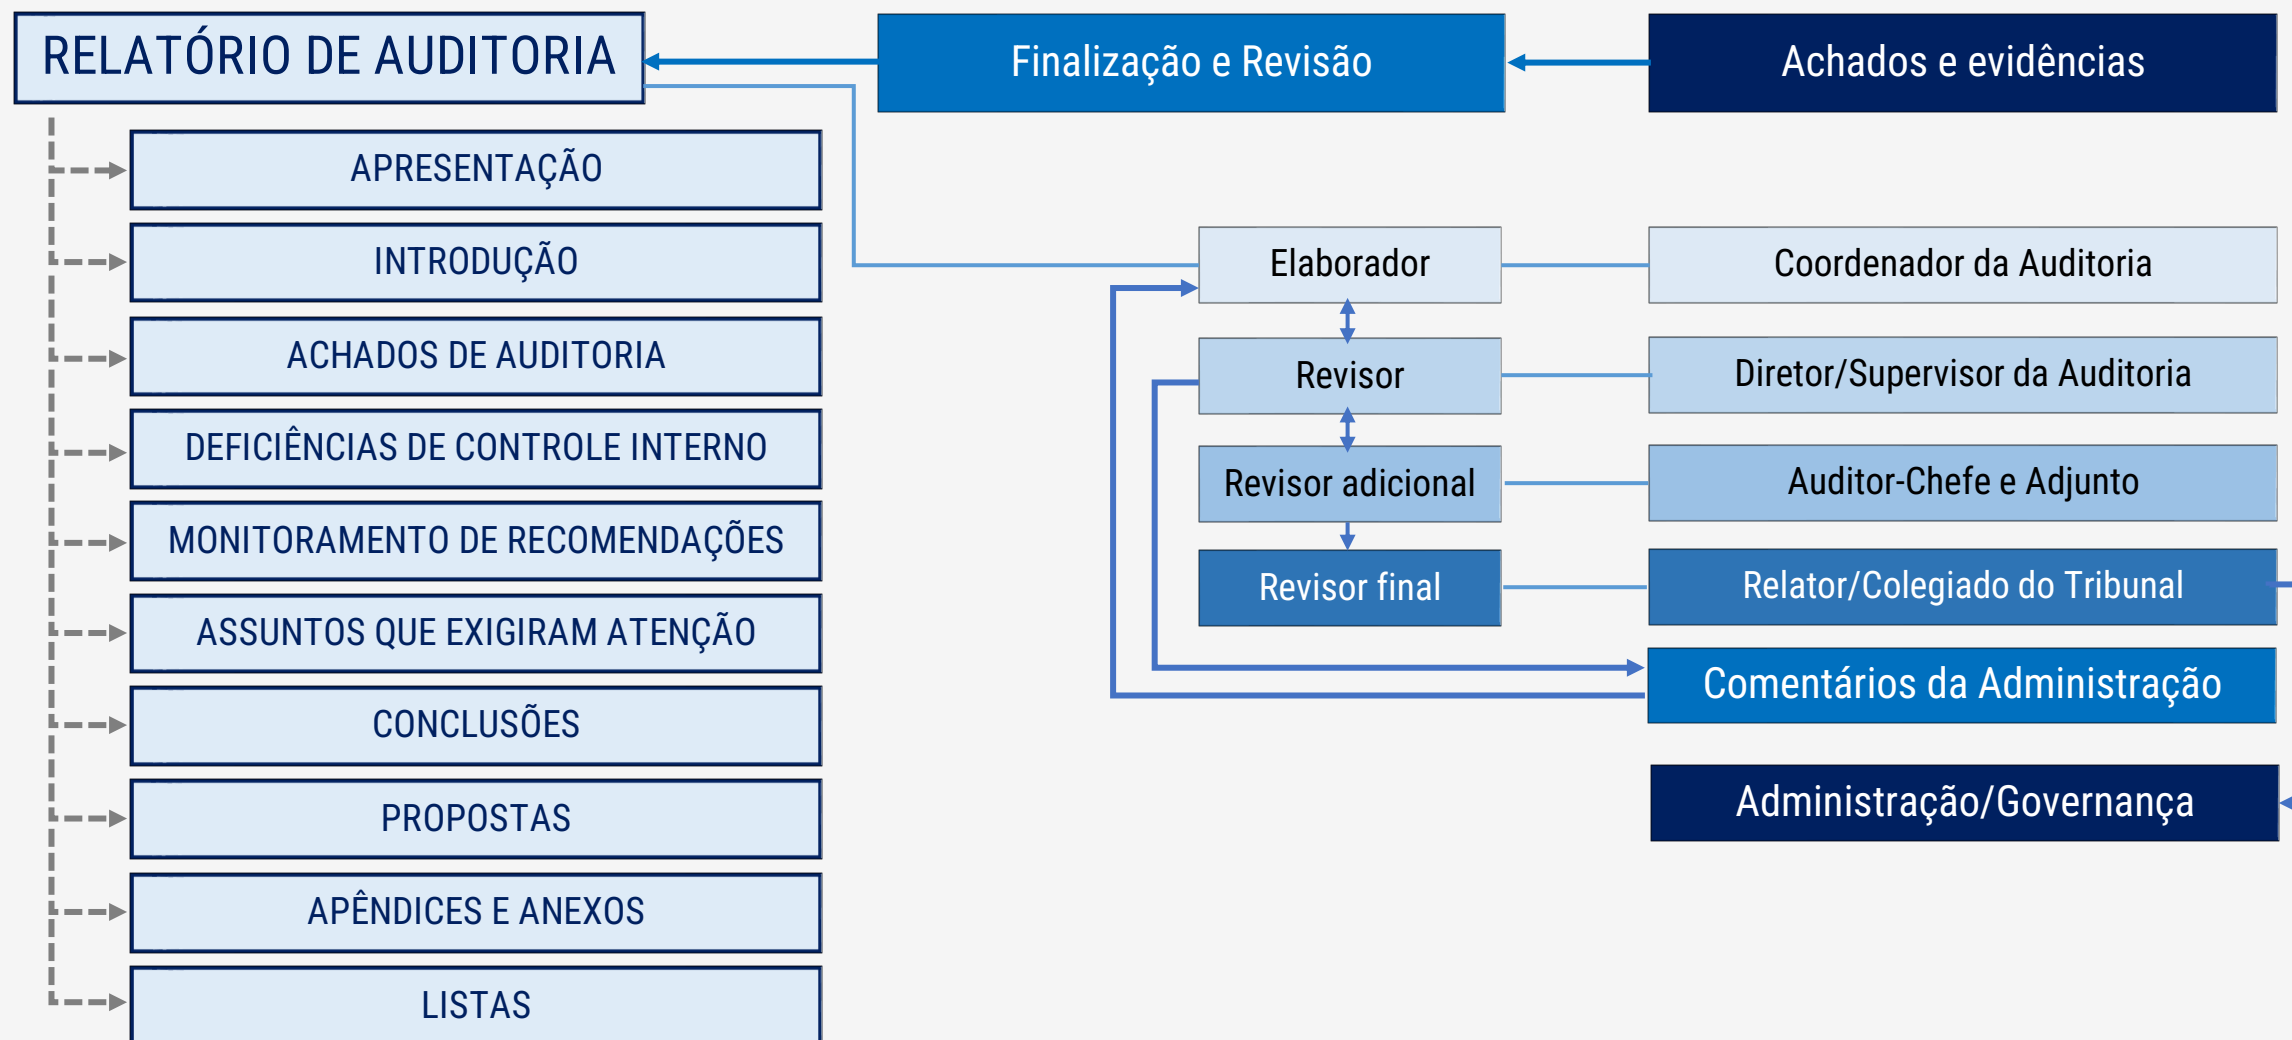 RELATÓRIO DE AUDITORIA
Finalização e Revisão
Achados e evidências
APRESENTAÇÃO
INTRODUÇÃO
ACHADOS DE AUDITORIA
DEFICIÊNCIAS DE CONTROLE INTERNO
MONITORAMENTO DE RECOMENDAÇÕES
ASSUNTOS QUE EXIGIRAM ATENÇÃO
CONCLUSÕES
PROPOSTAS
APÊNDICES E ANEXOS
LISTAS
Elaborador
Coordenador da Auditoria
Revisor
Diretor/Supervisor da Auditoria
Revisor adicional
Auditor-Chefe e Adjunto
Revisor final
Relator/Colegiado do Tribunal
Comentários da Administração
Administração/Governança